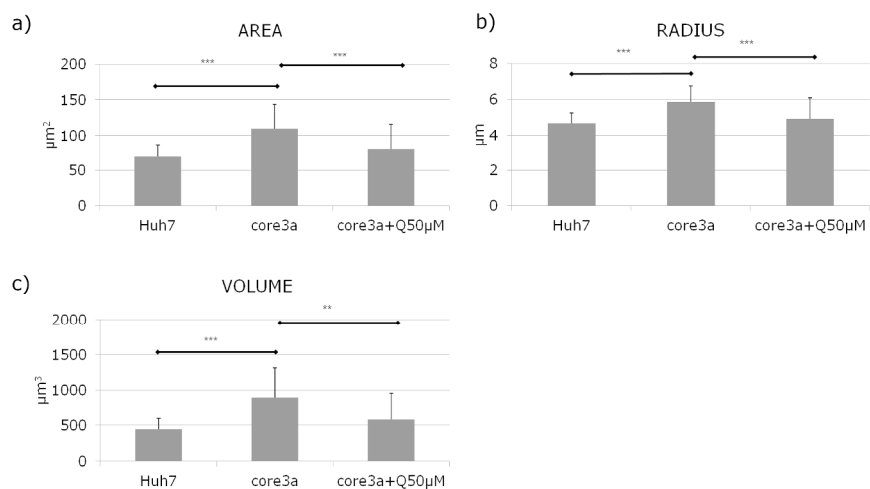 a)
AREA
***
***
200
150
100
50
0
µm²
Huh7 core3a core3a+Q50µM
b)
RADIUS
***
***
8
6
4
2
0
µm
Huh7 core3a core3a+Q50µM
c)
VOLUME
**
***
2000
1500
1000
500
0
µm³
Huh7 core3a core3a+Q50µM